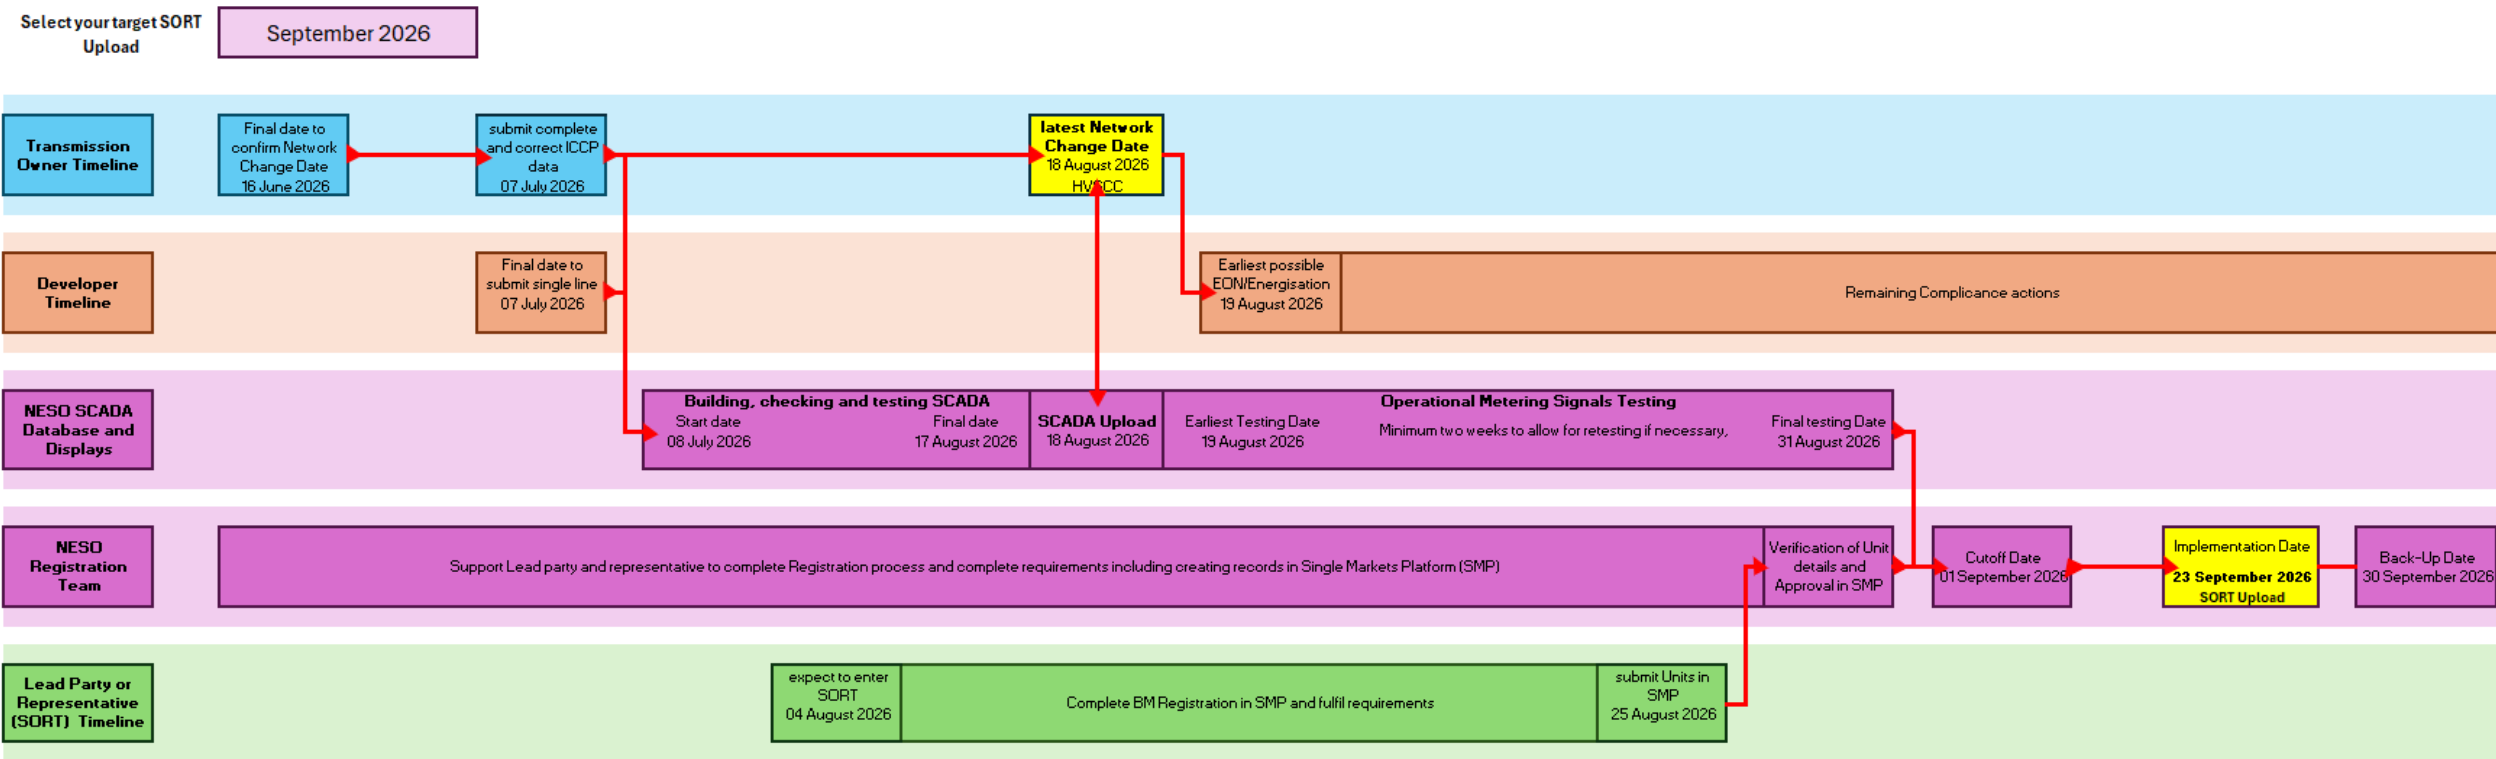 Select your target SORT
Upload
September 2026
Transmission
Owner Timeline
Final date to
confirm Network
Change Date
16 June 2026
submit complete
and correct ICCP
data
07 July 2026
latest Network
Change Date
18 August 2026
HVSCC
Developer
Timeline
Final date to
submit single line
07 July 2026
Earliest possible
EON/Energisation
19 August 2026
Remaining Complicance actions
NESO SCADA
Database and
Displays
Building, checking and testing SCADA
Start date
08 July 2026
Final date
17 August 2026
SCADA Upload
18 August 2026
Operational Metering Signals Testing
Earliest Testing Date
19 August 2026
Minimum two weeks to allow for retesting if necessary,
Final testing Date
31 August 2026
NESO
Registration
Team
Support Lead party and representative to complete Registration process and complete requirements including creating records in Single Markets Platform (SMP)
Verification of Unit
details and
Approval in SMP
Cutoff Date
01 September 2026
Implementation Date
23 September 2026
SORT Upload
Back-Up Date
30 September 2026
Lead Party or
Representative
(SORT) Timeline
expect to enter
SORT
04 August 2026
Complete BM Registration in SMP and fulfil requirements
submit Units in
SMP
25 August 2026